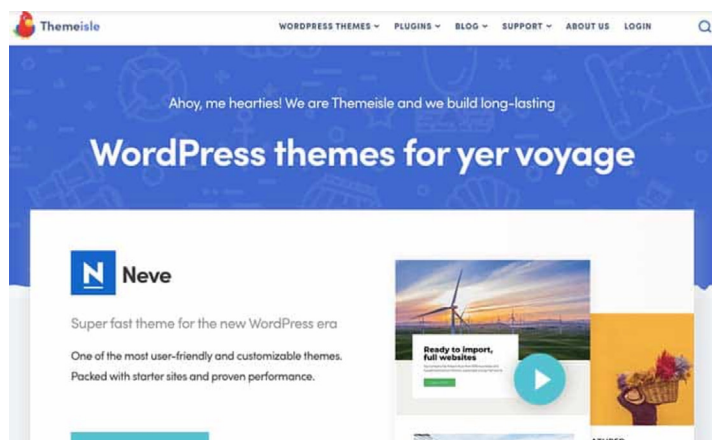 Themeisle
WORDPRESS THEMES PLUGINS BLOG SUPPORT ABOUT US LOGIN
Ahoy, me hearties! We are Themeisle and we build long-lasting
WordPress themes for yer voyage
N Neve
Super fast theme for the new WordPress era
One of the most user-friendly and customizable themes.
Packed with starter sites and proven performance.
Ready to import,
full websites